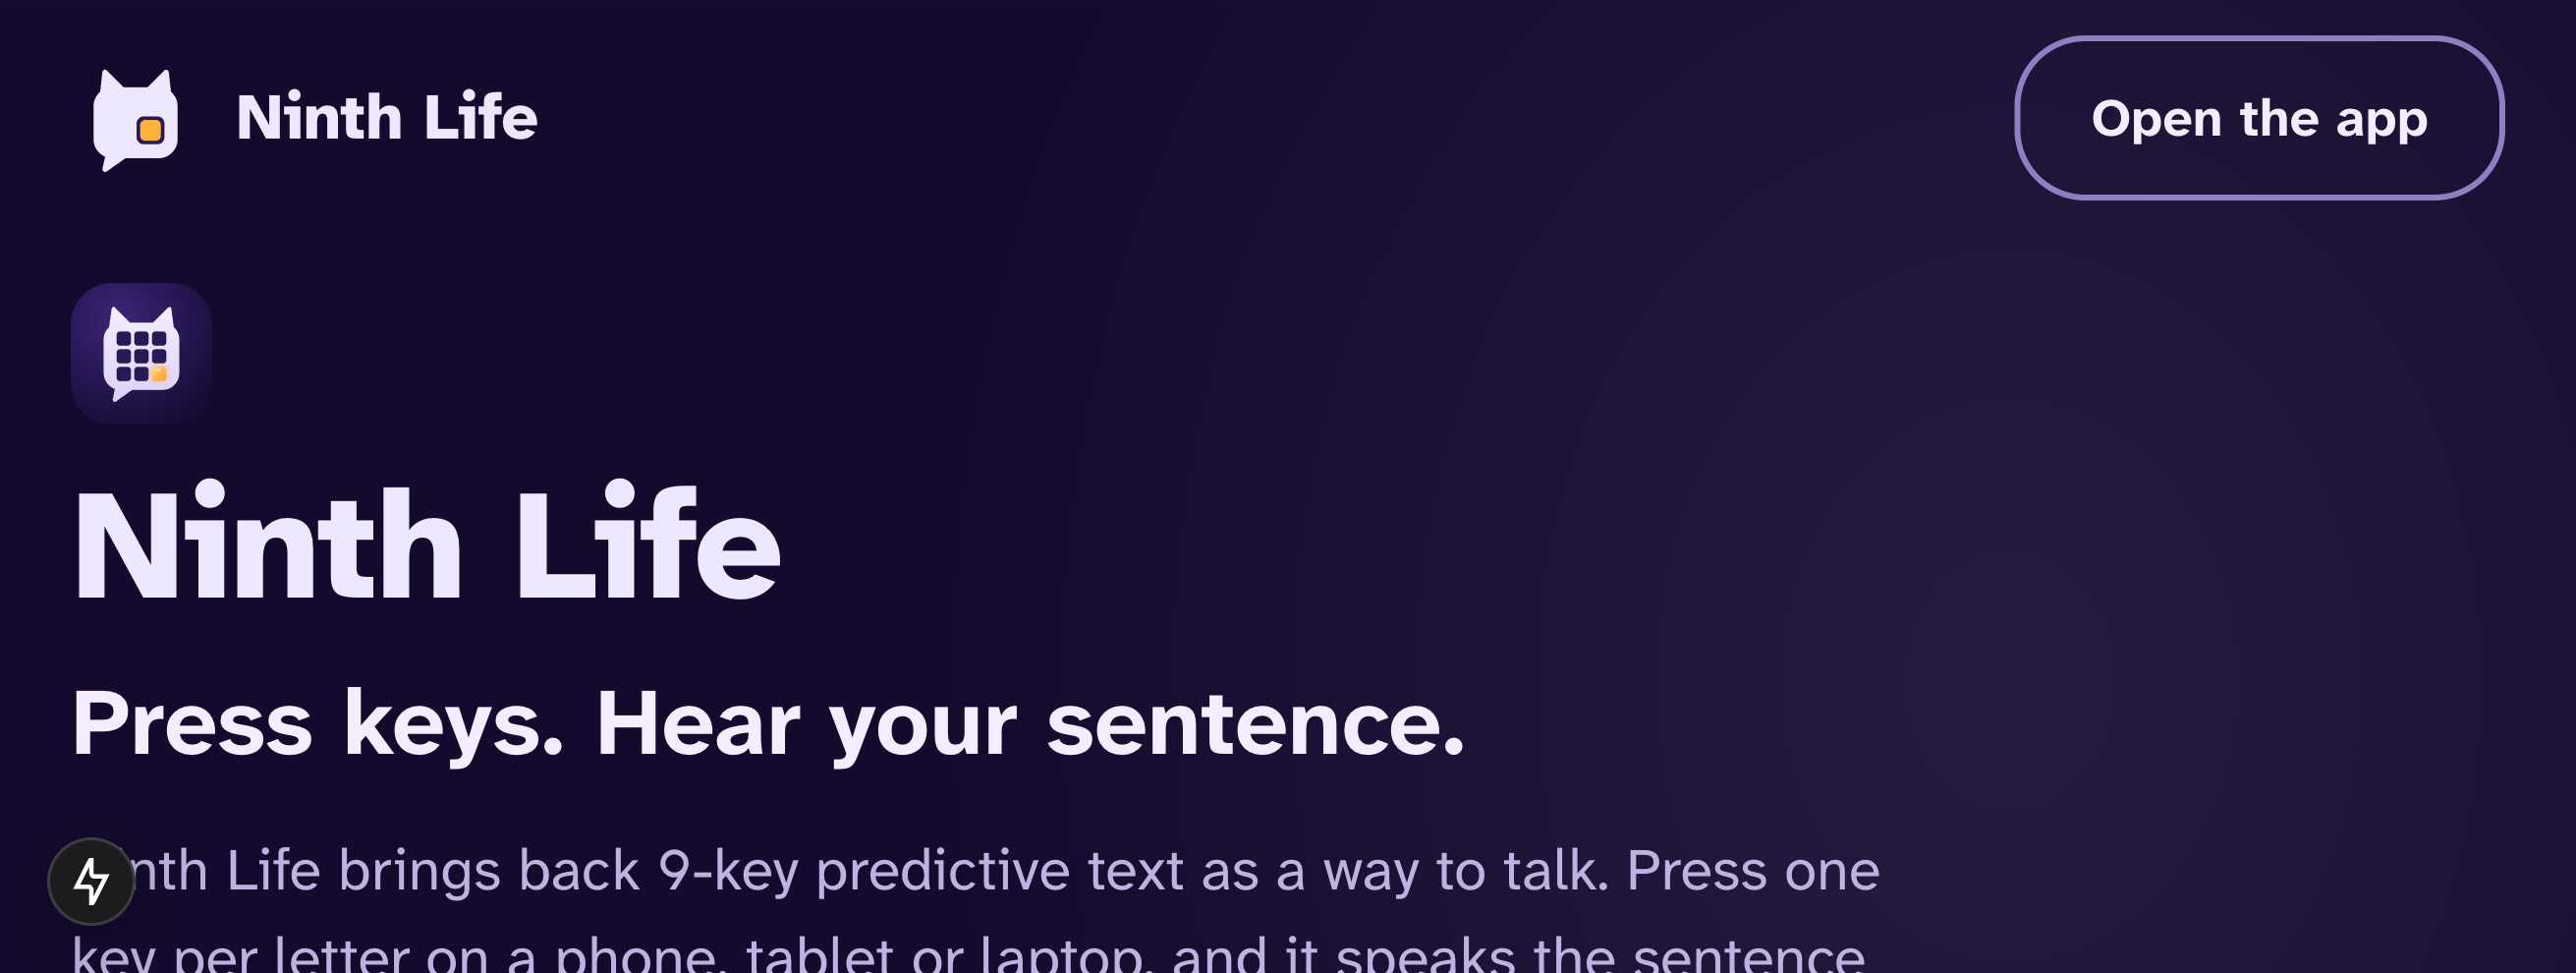 Ninth Life
Open the app
Ninth Life
Press keys. Hear your sentence.
nth Life brings back 9-key predictive text as a way to talk. Press one
key per letter on a phone, tablet or laptop, and it speaks the sentence